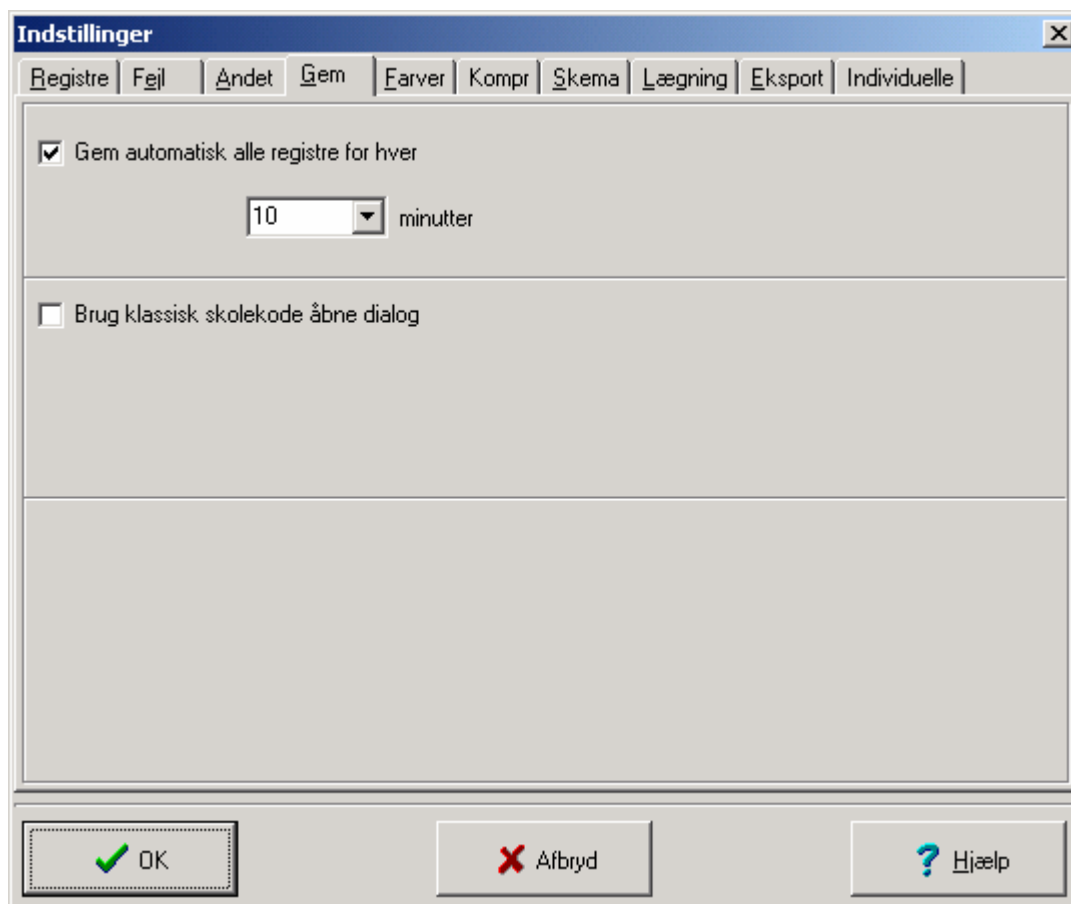 Indstillinger
Registre Fejl Andet Gem Farver Kompr Skema Lægning Eksport Individuelle
Gem automatisk alle registre for hver
10 minutter
Brug klassisk skolekode åbne dialog
OK Afbryd ? Hjælp